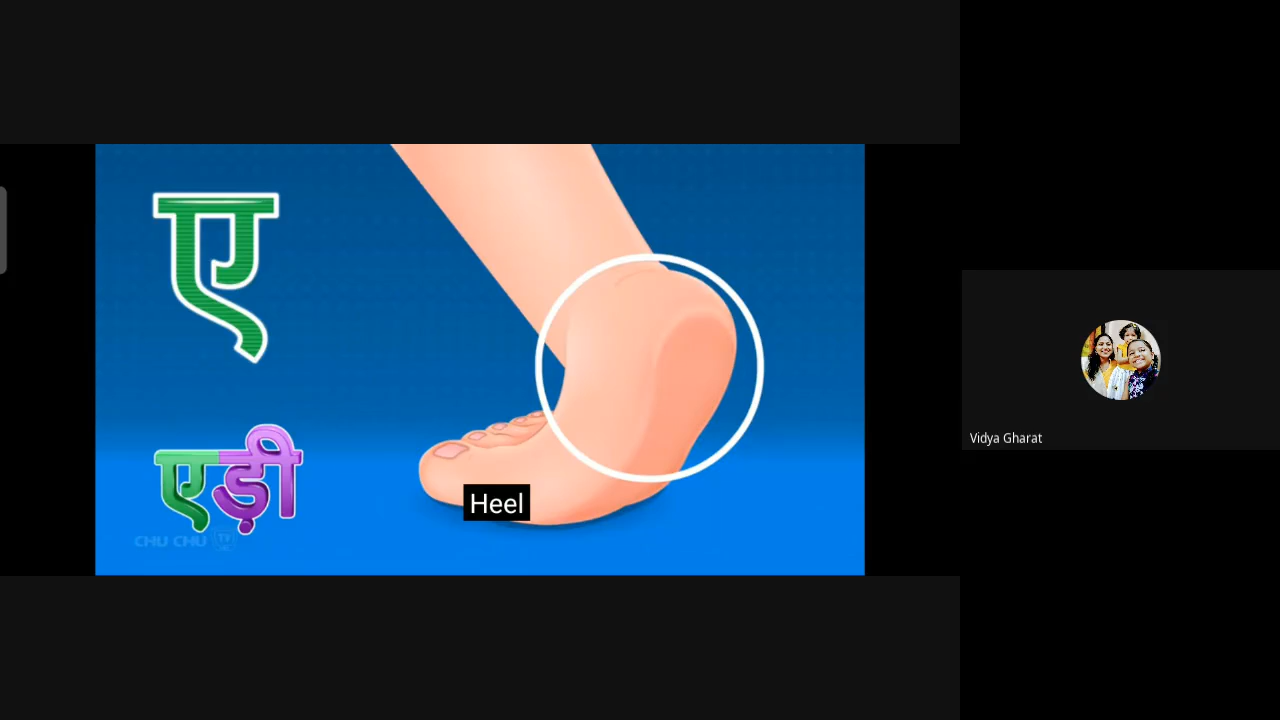 ए
एड़ी
CHU CHU TV
Heel
Vidya Gharat